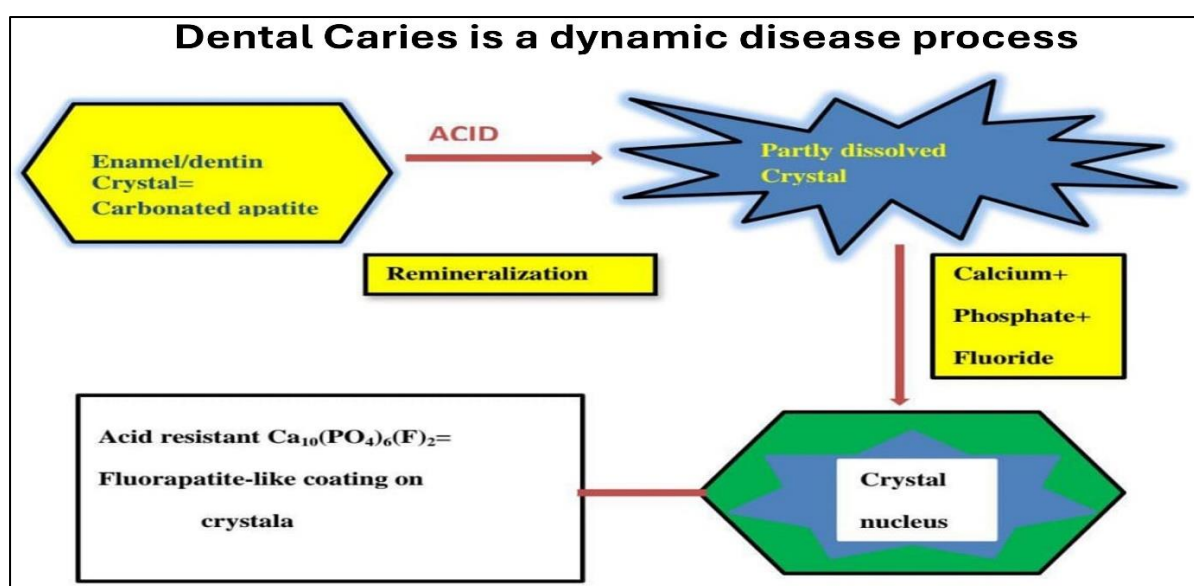 Dental Caries is a dynamic disease process
Enamel/dentin
Crystal=
Carbonated apatite
ACID
Partly dissolved
Crystal
Remineralization
Calcium+
Phosphate+
Fluoride
Acid resistant Ca₁₀(PO₄)₆(F)₂=
Fluorapatite-like coating on
crystala
Crystal
nucleus